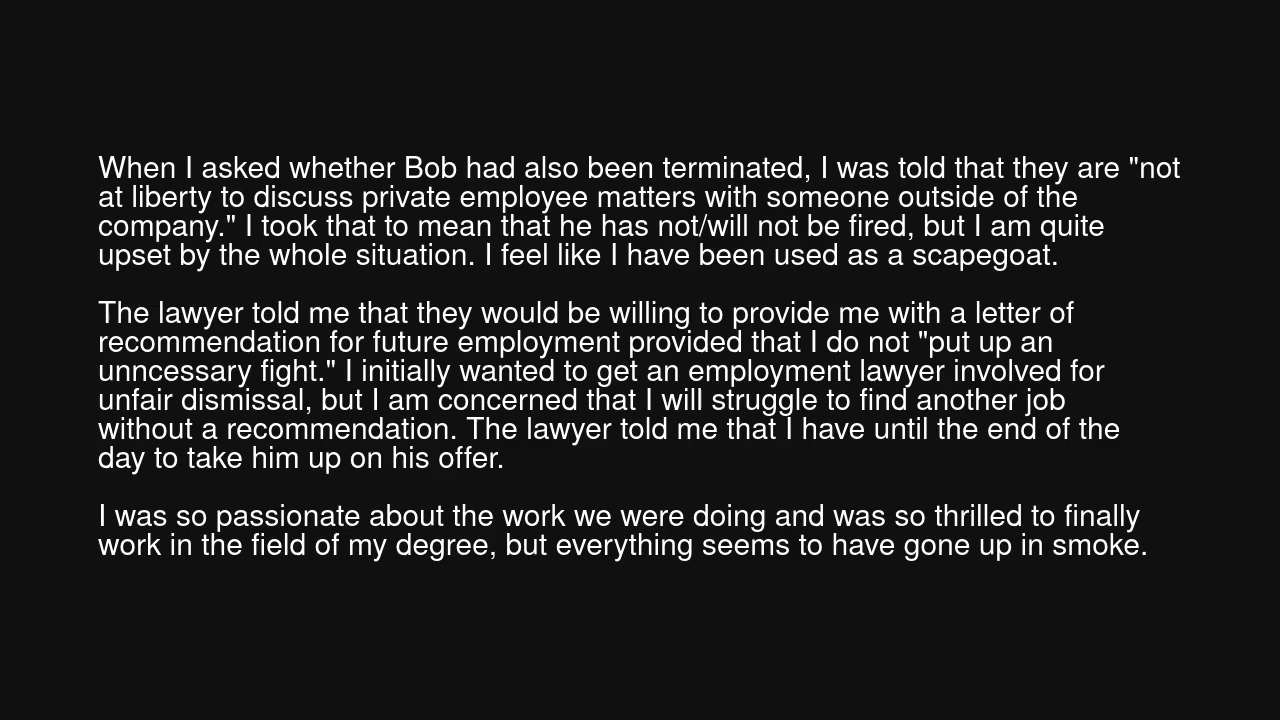 When I asked whether Bob had also been terminated, I was told that they are "not
at liberty to discuss private employee matters with someone outside of the
company." I took that to mean that he has not/will not be fired, but I am quite
upset by the whole situation. I feel like I have been used as a scapegoat.
The lawyer told me that they would be willing to provide me with a letter of
recommendation for future employment provided that I do not "put up an
unncessary fight." I initially wanted to get an employment lawyer involved for
unfair dismissal, but I am concerned that I will struggle to find another job
without a recommendation. The lawyer told me that I have until the end of the
day to take him up on his offer.
I was so passionate about the work we were doing and was so thrilled to finally
work in the field of my degree, but everything seems to have gone up in smoke.